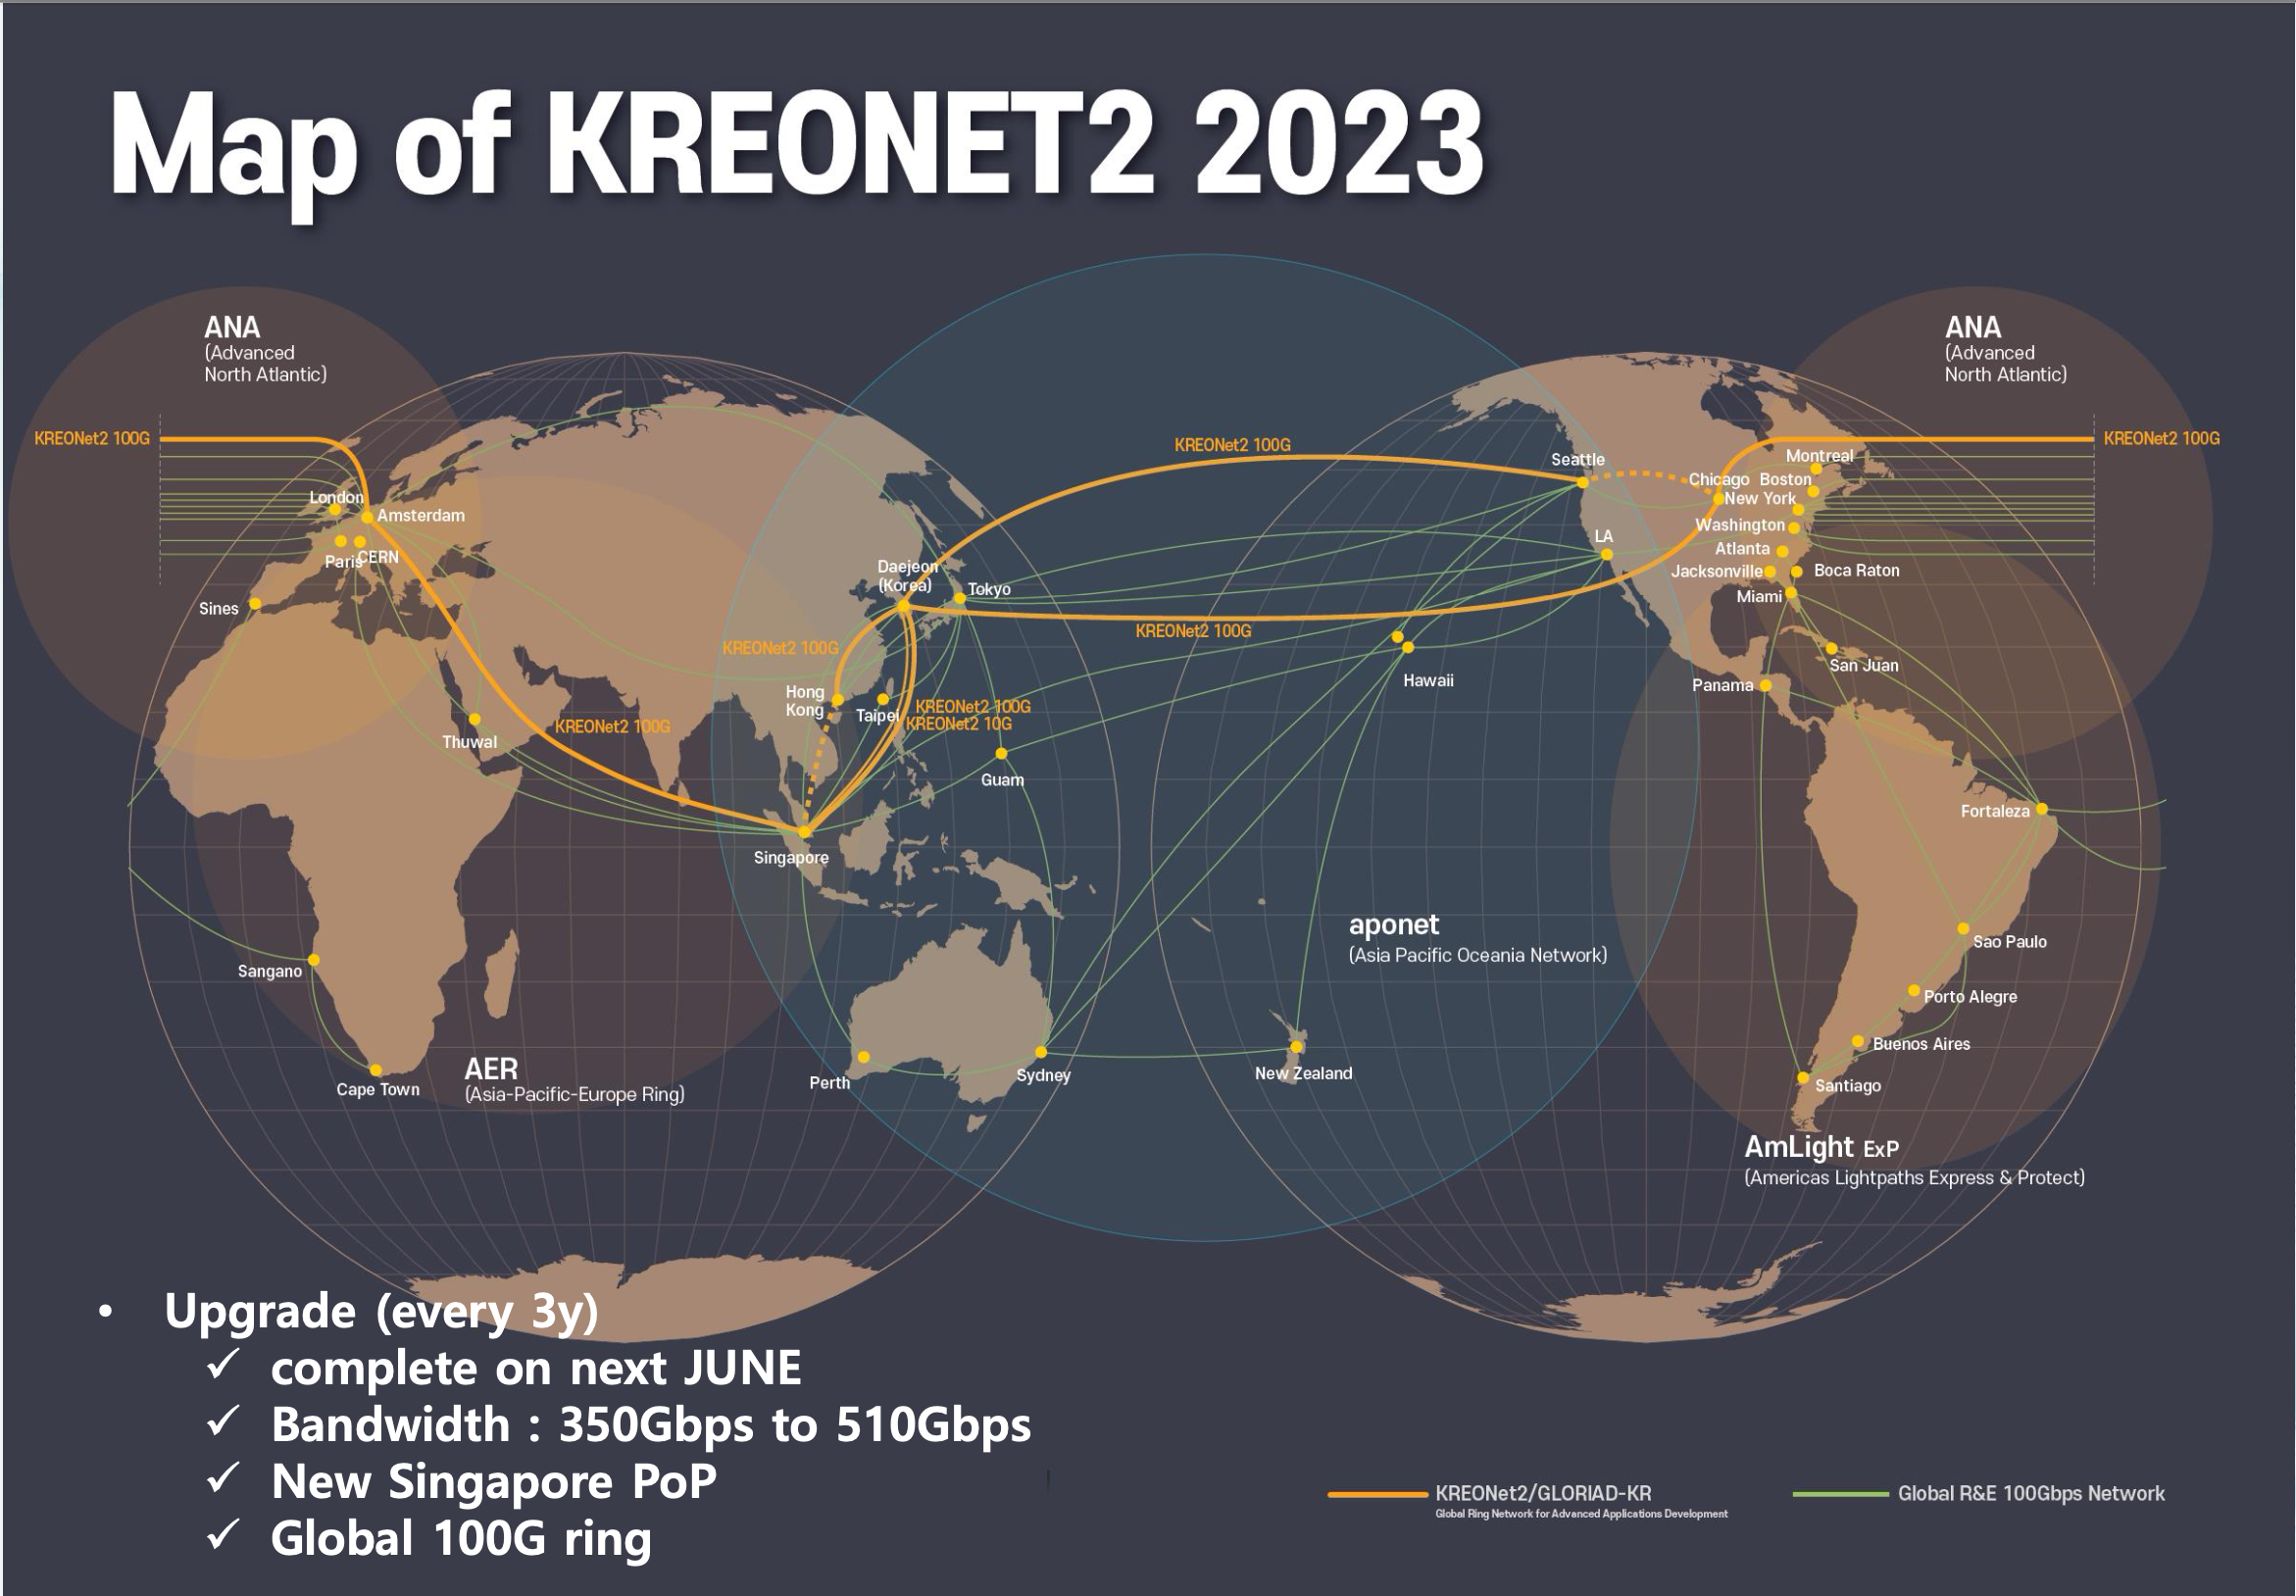 Map of KREONET2 2023
ANA
(Advanced
North Atlantic)
ANA
(Advanced
North Atlantic)
KREONet2 100G
KREONet2 100G
KREONet2 100G
Seattle
Montreal
Chicago
Boston
New York
London
Amsterdam
Washington
LA
Atlanta
Paris
CERN
Daejeon
(Korea)
Jacksonville
Boca Raton
Tokyo
Miami
Sines
KREONet2 100G
KREONet2 100G
San Juan
Hawaii
Panama
Hong
Kong
Taipei
KREONet2 100G
KREONet2 10G
KREONet2 100G
Thuwal
Guam
Fortaleza
Singapore
aponet
(Asia Pacific Oceania Network)
Sao Paulo
Sangano
Porto Alegre
Buenos Aires
AER
(Asia-Pacific-Europe Ring)
Cape Town
Perth
Sydney
New Zealand
Santiago
AmLight ExP
(Americas Lightpaths Express & Protect)
• Upgrade (every 3y)
✓ complete on next JUNE
✓ Bandwidth : 350Gbps to 510Gbps
✓ New Singapore PoP
✓ Global 100G ring
KREONet2/GLORIAD-KR
Global Ring Network for Advanced Applications Development
Global R&E 100Gbps Network